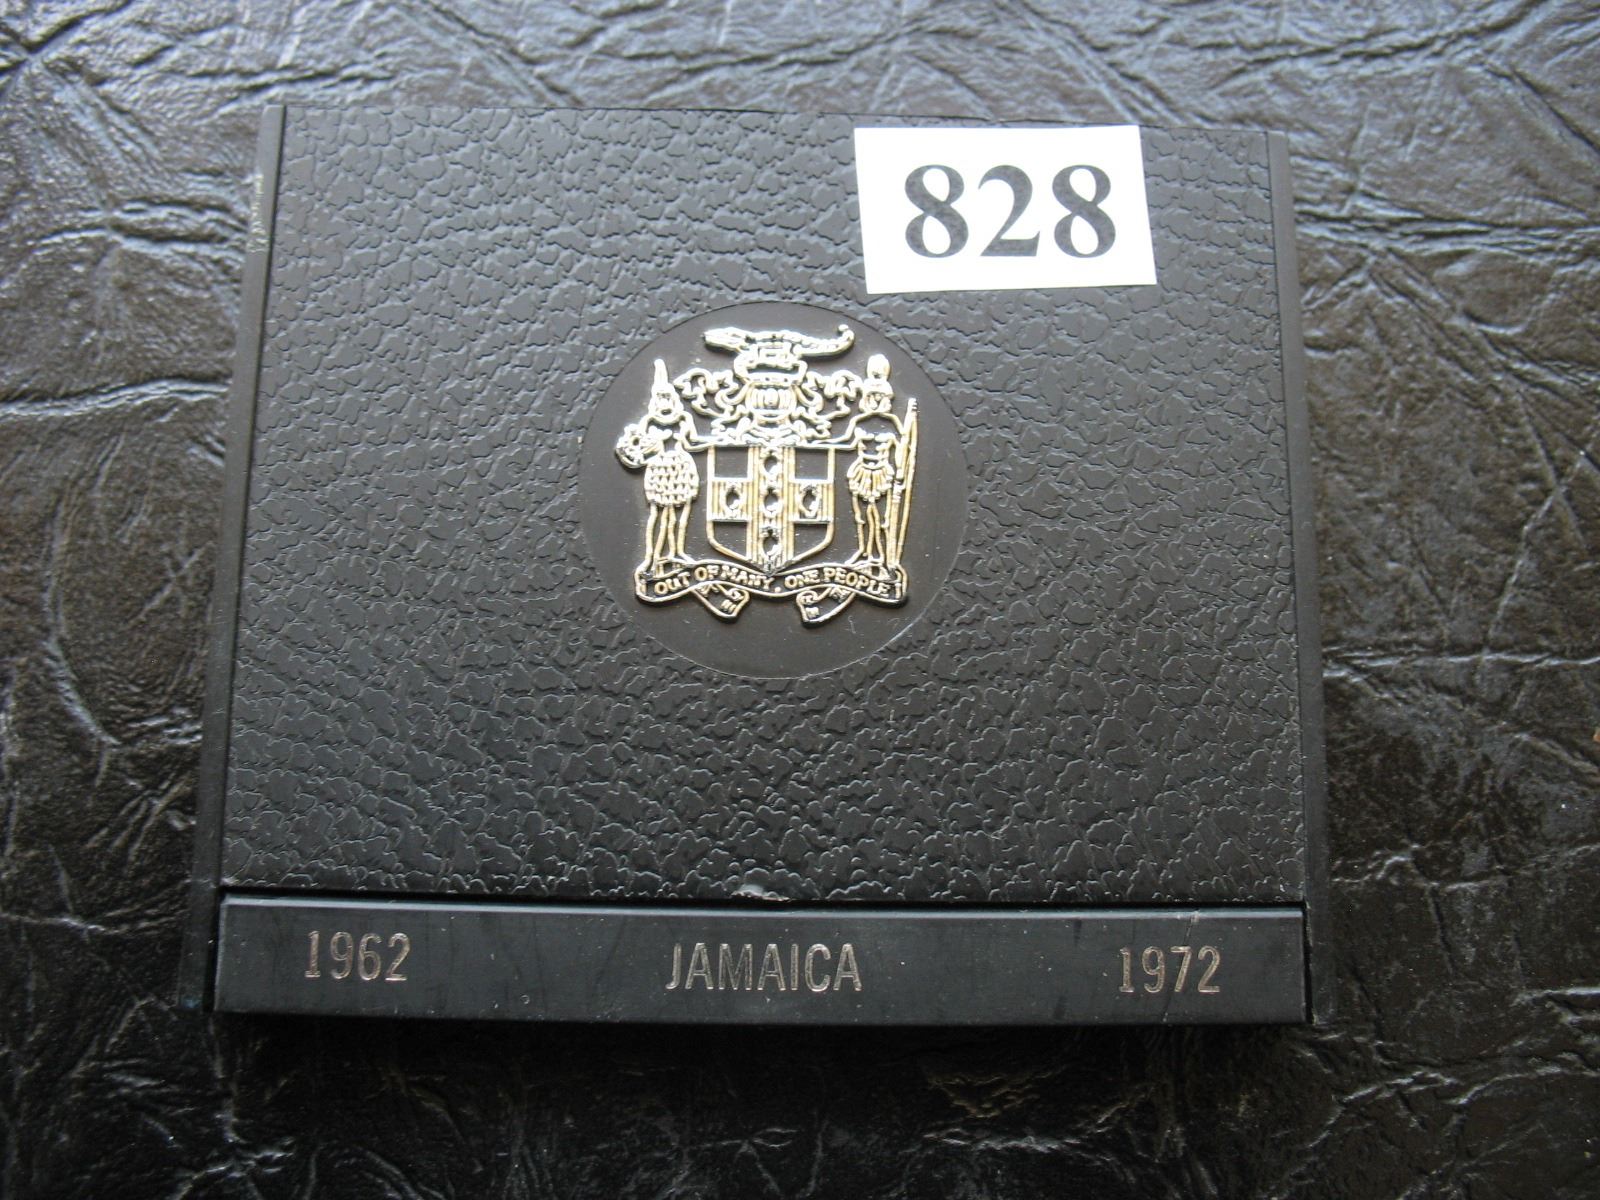 828
OUT OF MANY, ONE PEOPLE
1962 JAMAICA 1972